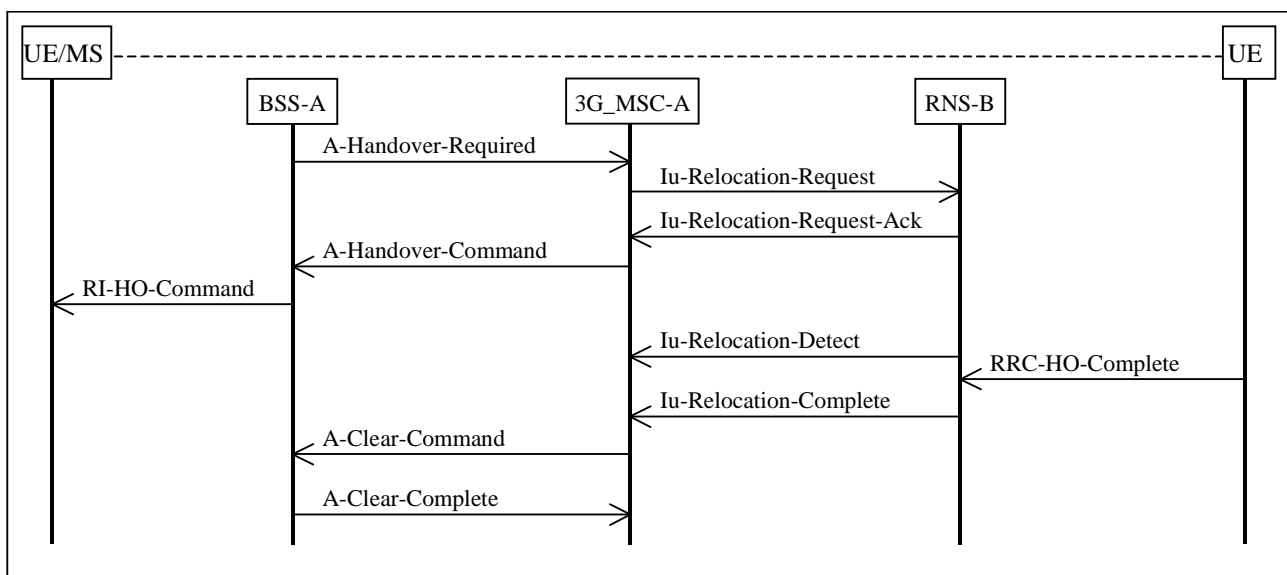 UE/MS
UE
BSS-A
3G_MSC-A
RNS-B
A-Handover-Required
Iu-Relocation-Request
Iu-Relocation-Request-Ack
A-Handover-Command
RI-HO-Command
Iu-Relocation-Detect
RRC-HO-Complete
Iu-Relocation-Complete
A-Clear-Command
A-Clear-Complete